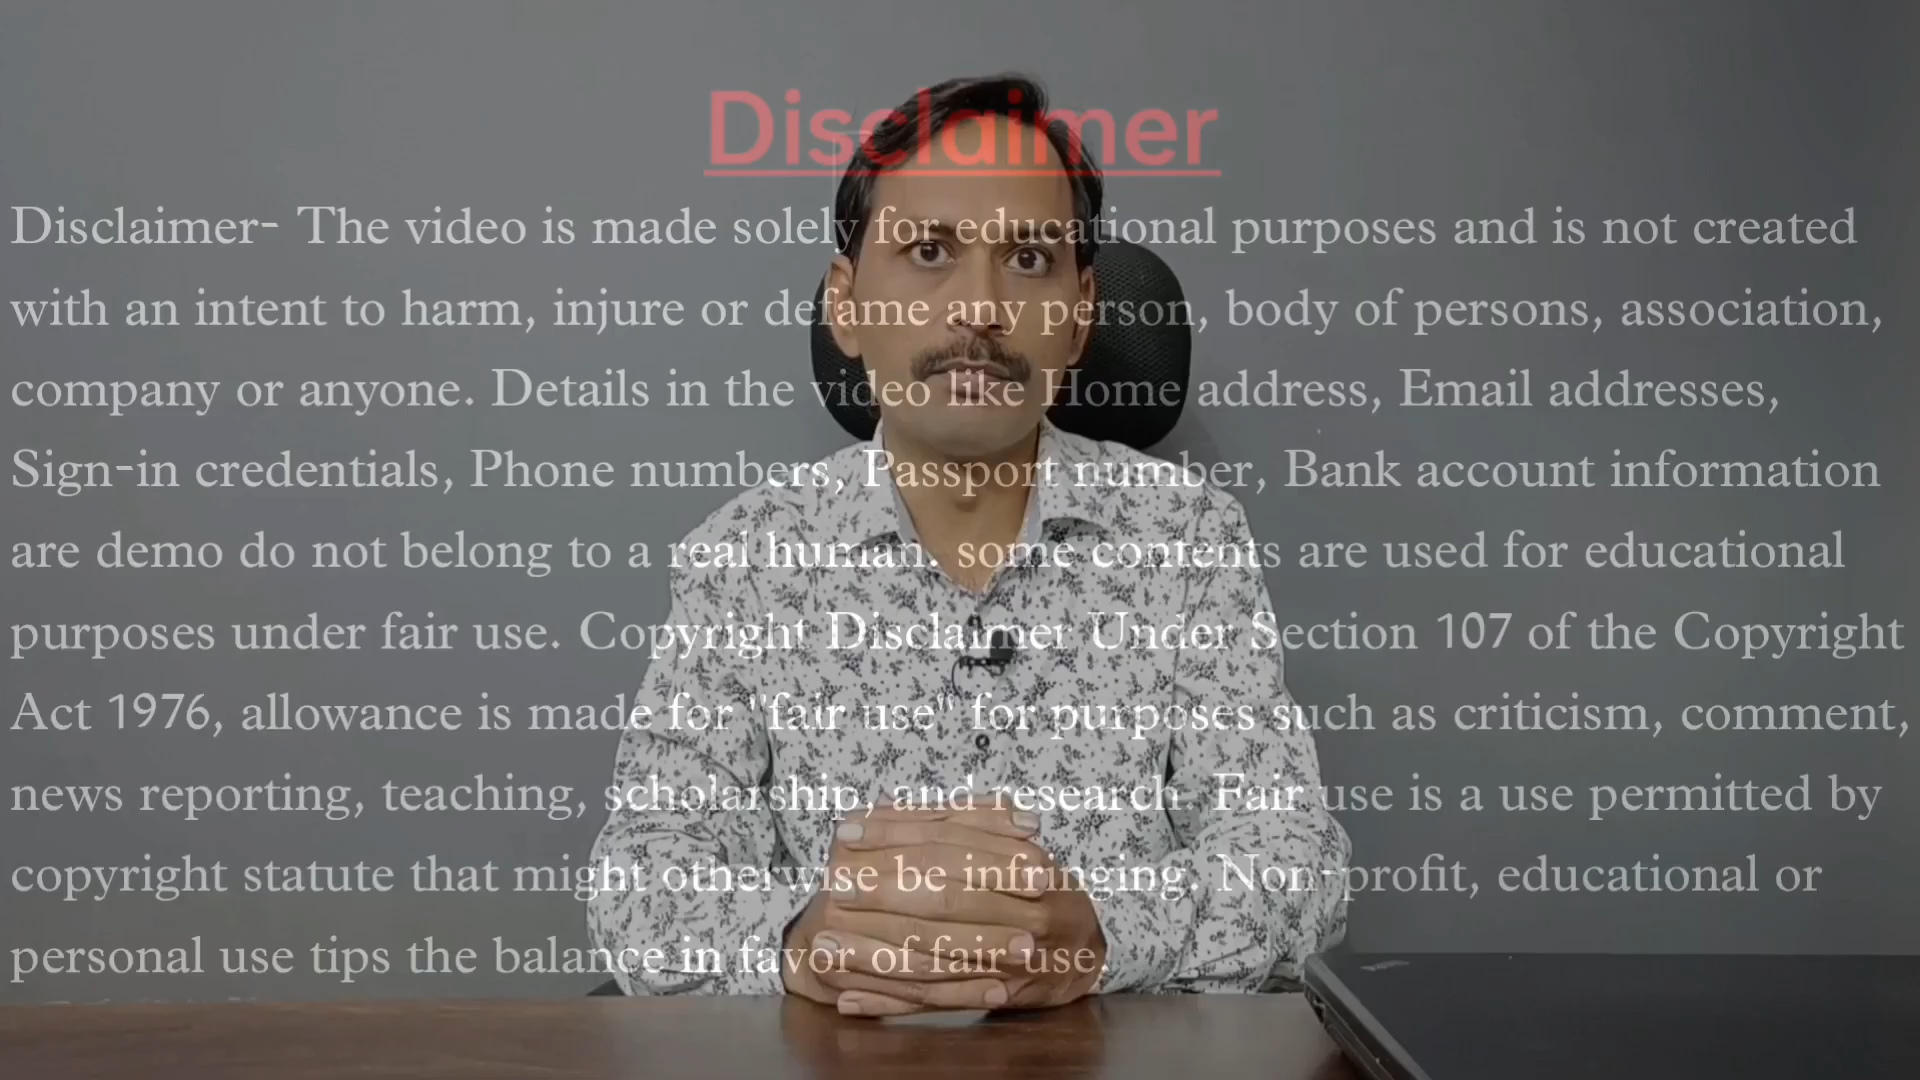 Disclaimer
Disclaimer- The video is made solely for educational purposes and is not created
with an intent to harm, injure or defame any person, body of persons, association,
company or anyone. Details in the video like Home address, Email addresses,
Sign-in credentials, Phone numbers, Passport number, Bank account information
are demo do not belong to a real human. some contents are used for educational
purposes under fair use. Copyright Disclaimer Under Section 107 of the Copyright
Act 1976, allowance is made for "fair use" for purposes such as criticism, comment,
news reporting, teaching, scholarship, and research. Fair use is a use permitted by
copyright statute that might otherwise be infringing. Non-profit, educational or
personal use tips the balance in favor of fair use.